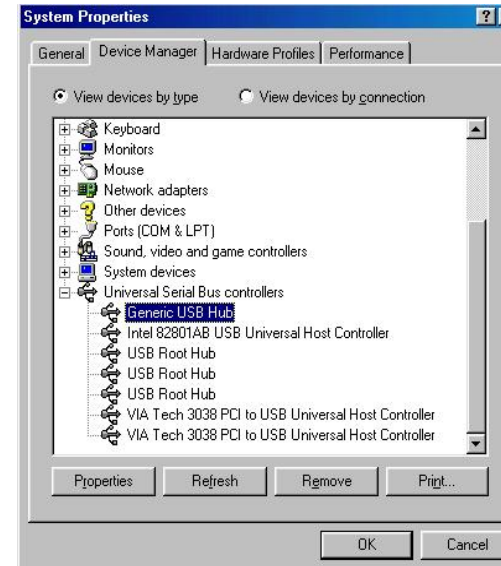 System Properties ?
General Device Manager Hardware Profiles Performance
View devices by type View devices by connection
Keyboard
Monitors
Mouse
Network adapters
Other devices
Ports (COM & LPT)
Sound, video and game controllers
System devices
Universal Serial Bus controllers
Generic USB Hub
Intel 82801AB USB Universal Host Controller
USB Root Hub
USB Root Hub
USB Root Hub
VIA Tech 3038 PCI to USB Universal Host Controller
VIA Tech 3038 PCI to USB Universal Host Controller
Properties Refresh Remove Print...
OK Cancel